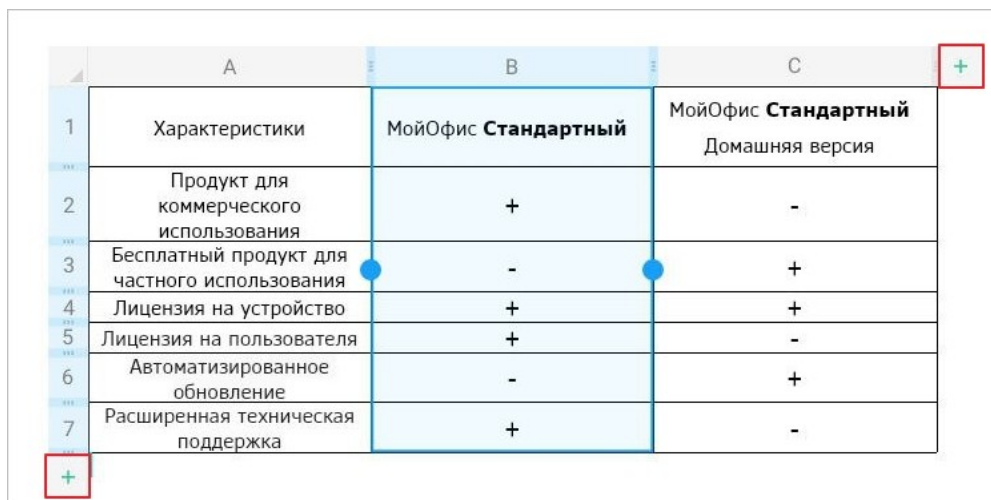 A B C +
1 Характеристики МойОфис Стандартный МойОфис Стандартный
Домашняя версия
2 Продукт для
коммерческого
использования + -
3 Бесплатный продукт для
частного использования - +
4 Лицензия на устройство + +
5 Лицензия на пользователя + -
6 Автоматизированное
обновление - +
7 Расширенная техническая
поддержка + -
+